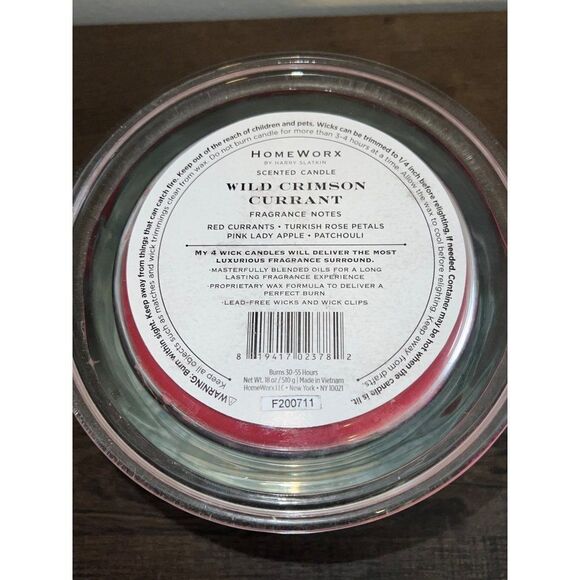 HOMEWORX
BY HARRY SLATKIN
SCENTED CANDLE
WILD CRIMSON
CURRANT
FRAGRANCE NOTES
RED CURRANTS • TURKISH ROSE PETALS
PINK LADY APPLE • PATCHOULI
MY 4 WICK CANDLES WILL DELIVER THE MOST
LUXURIOUS FRAGRANCE SURROUND.
•MASTERFULLY BLENDED OILS FOR A LONG
LASTING FRAGRANCE EXPERIENCE
•PROPRIETARY WAX FORMULA TO DELIVER A
PERFECT BURN
•LEAD-FREE WICKS AND WICK CLIPS
8 19417 02378 2
Burns 30-55 Hours
Net Wt. 18 oz / 510 g | Made in Vietnam
HomeWorx LLC • New York • NY 10021
F200711
⚠WARNING: Burn within sight. Keep away from things that can catch fire. Keep out of the reach of children and pets. Wicks can be trimmed to 1/4 inch before relighting, if needed. Container may be hot when the candle is lit.
Keep all objects such as matches and wick trimmings clean from wax. Do not burn candle for more than 3-4 hours at a time. Allow the wax to cool before relighting. Keep away from drafts.